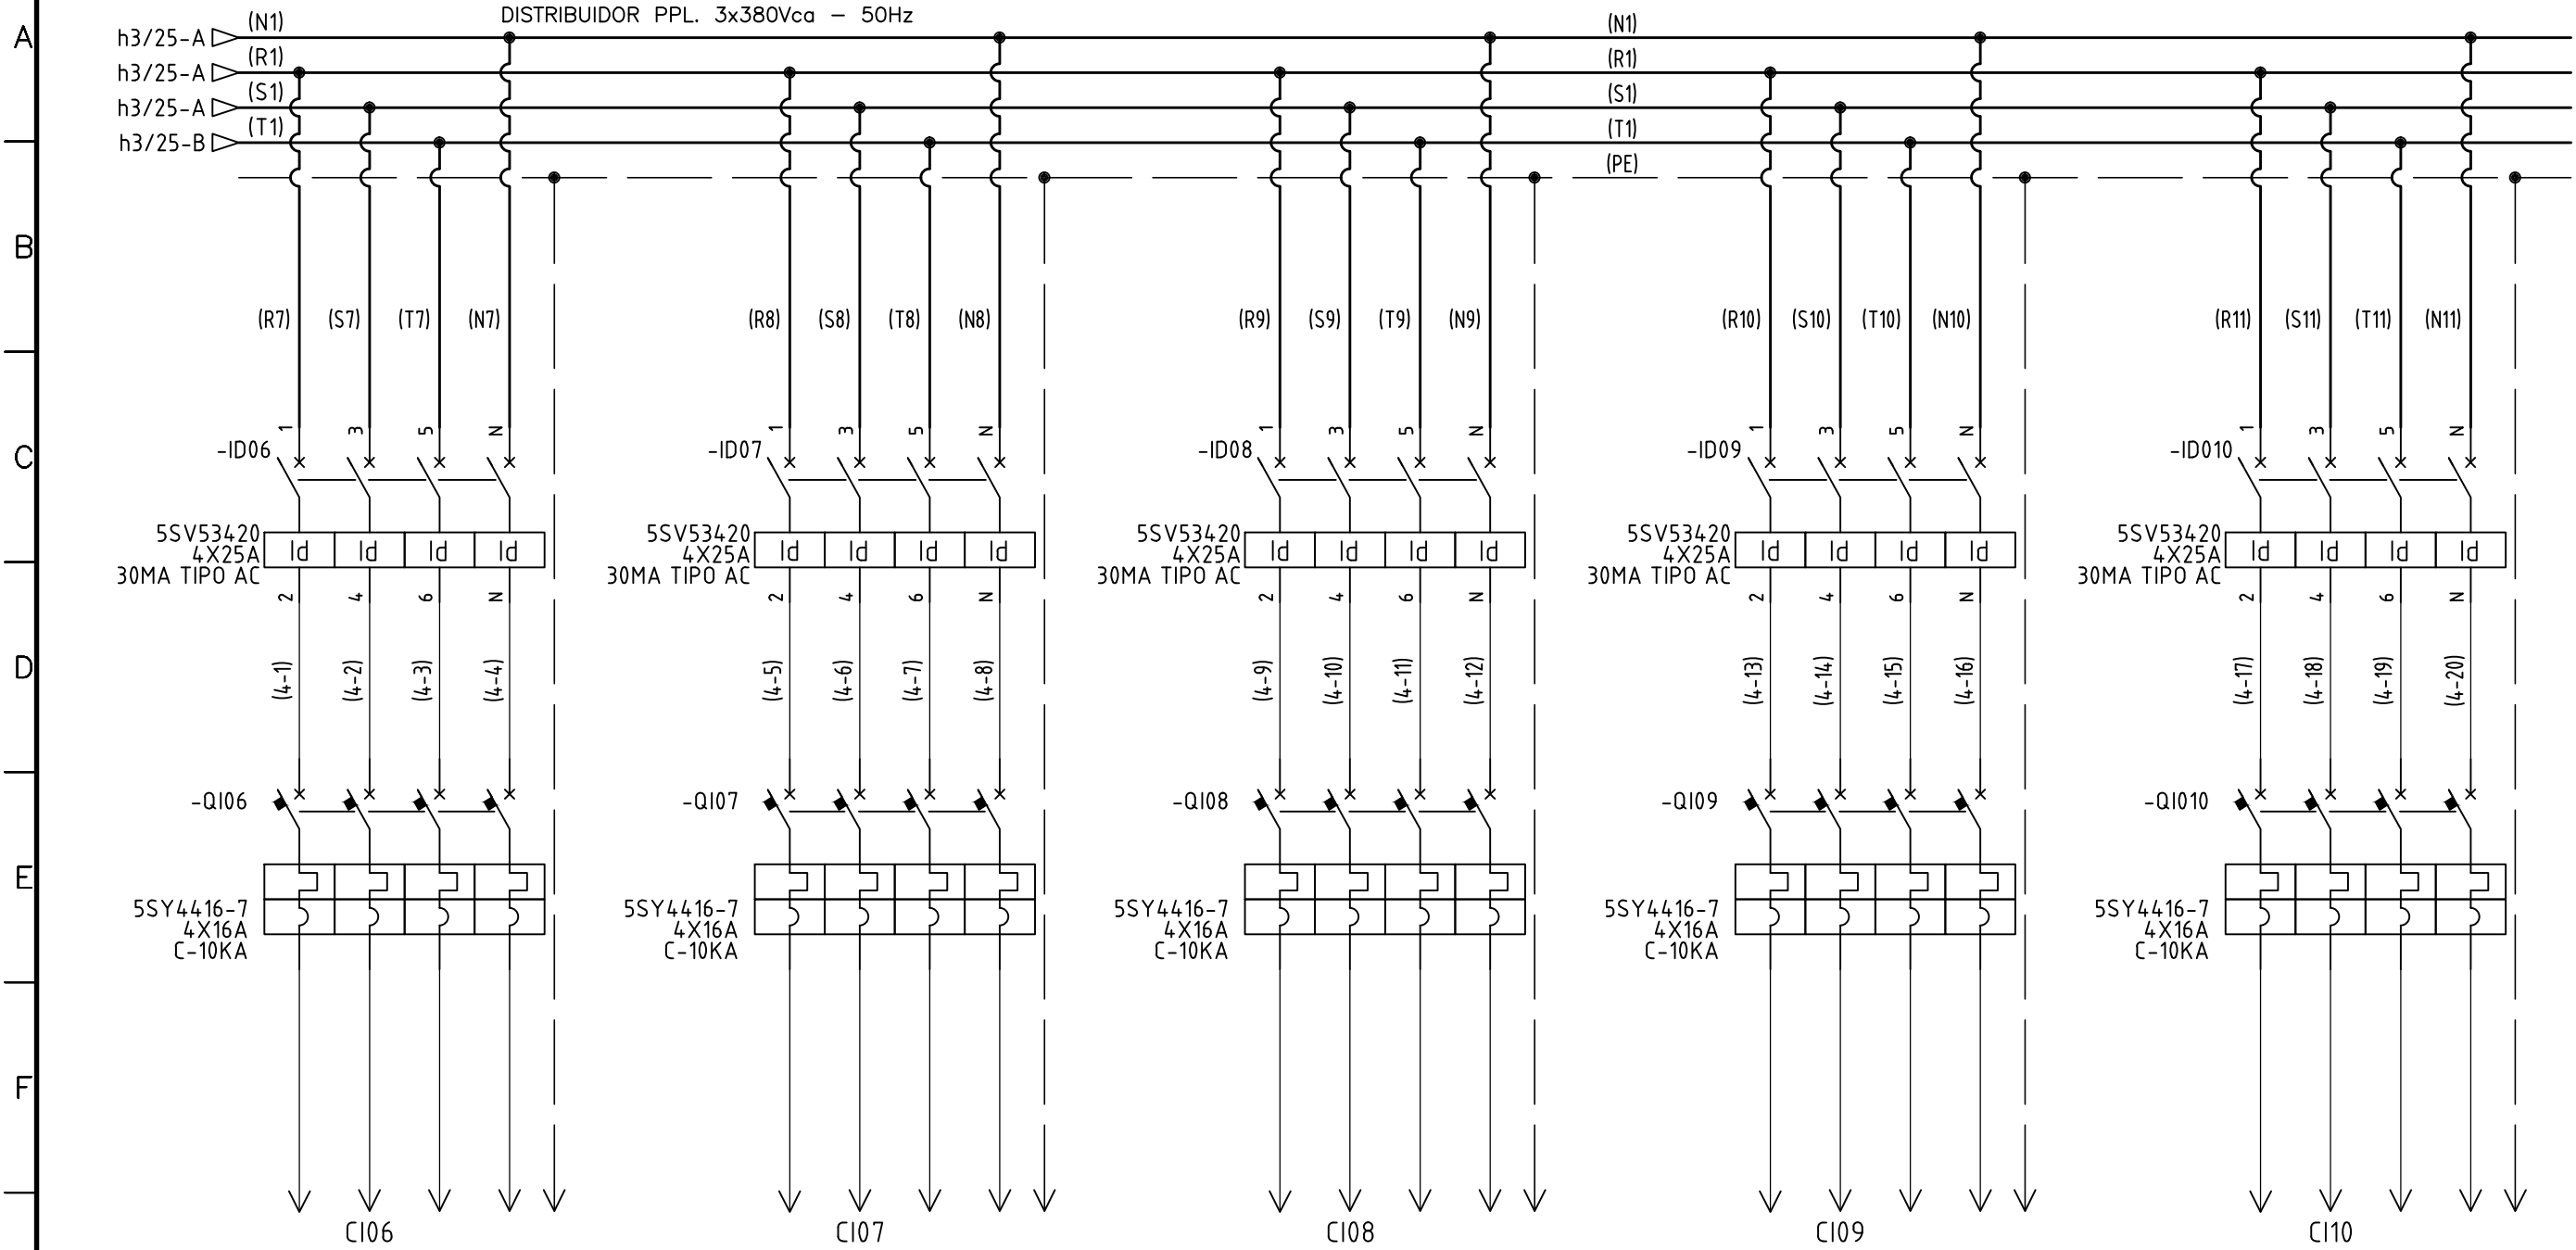 DISTRIBUIDOR PPL. 3x380Vca – 50Hz
A
h3/25-A (N1) (N1)
h3/25-A (R1) (R1)
h3/25-A (S1) (S1)
h3/25-B (T1) (T1)
(PE)
B
(R7) (S7) (T7) (N7) (R8) (S8) (T8) (N8) (R9) (S9) (T9) (N9) (R10) (S10) (T10) (N10) (R11) (S11) (T11) (N11)
1 3 5 N 1 3 5 N 1 3 5 N 1 3 5 N 1 3 5 N
C
-ID06 -ID07 -ID08 -ID09 -ID010
5SV53420 5SV53420 5SV53420 5SV53420 5SV53420
4X25A 4X25A 4X25A 4X25A 4X25A
Id Id Id Id Id Id Id Id Id Id Id Id Id Id Id Id Id Id Id Id
30MA TIPO AC 30MA TIPO AC 30MA TIPO AC 30MA TIPO AC 30MA TIPO AC
2 4 6 N 2 4 6 N 2 4 6 N 2 4 6 N 2 4 6 N
D
(4-1) (4-2) (4-3) (4-4) (4-5) (4-6) (4-7) (4-8) (4-9) (4-10) (4-11) (4-12) (4-13) (4-14) (4-15) (4-16) (4-17) (4-18) (4-19) (4-20)
-QI06 -QI07 -QI08 -QI09 -QI010
E
5SY4416-7 5SY4416-7 5SY4416-7 5SY4416-7 5SY4416-7
4X16A 4X16A 4X16A 4X16A 4X16A
C-10KA C-10KA C-10KA C-10KA C-10KA
F
CI06 CI07 CI08 CI09 CI10